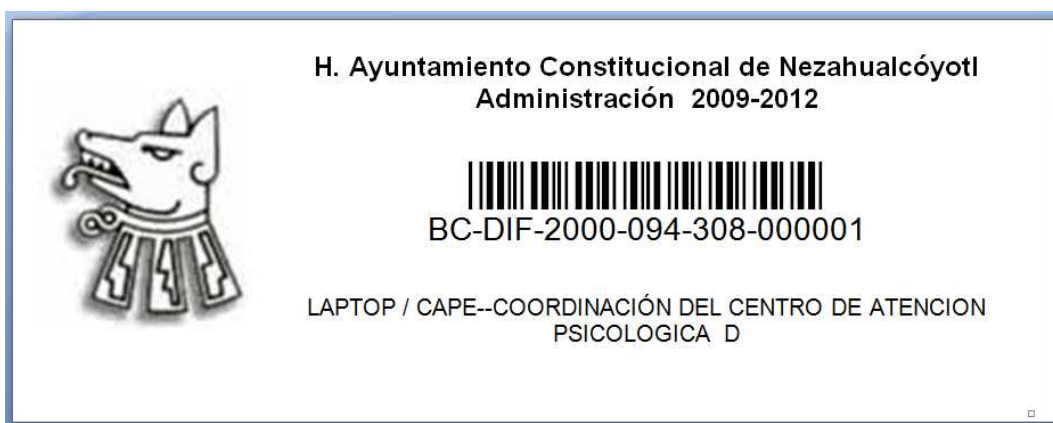 H. Ayuntamiento Constitucional de Nezahualcóyotl
Administración 2009-2012
BC-DIF-2000-094-308-000001
LAPTOP / CAPE--COORDINACIÓN DEL CENTRO DE ATENCION
PSICOLOGICA D